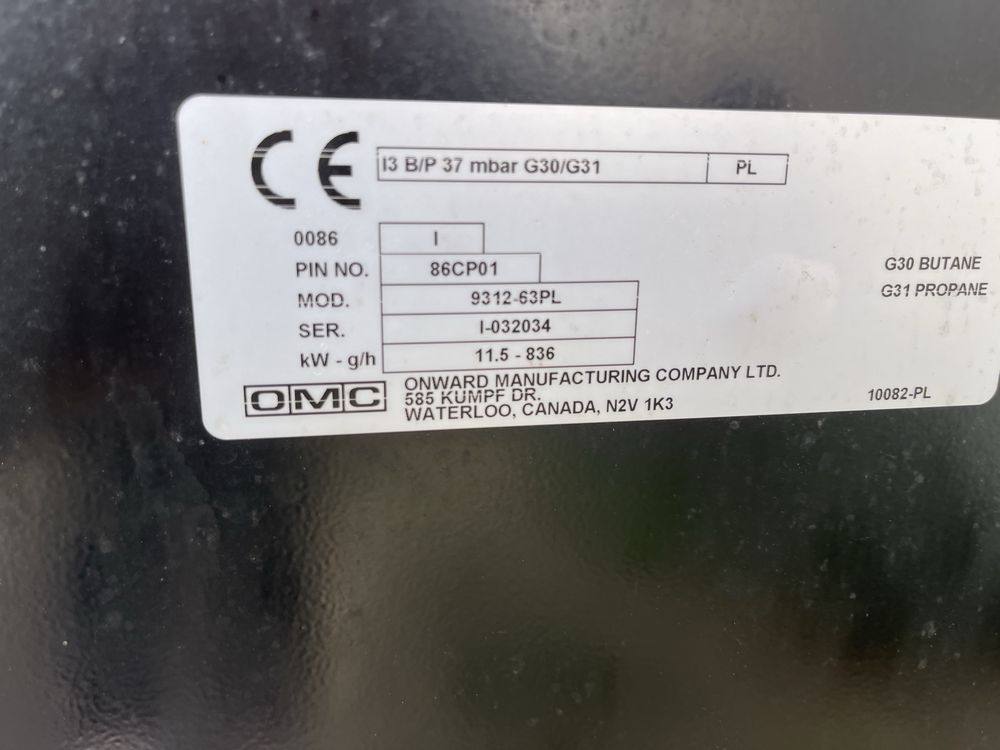 CE I3 B/P 37 mbar G30/G31 PL
0086 I
PIN NO. 86CP01
MOD. 9312-63PL
SER. I-032034
kW - g/h 11.5 - 836
G30 BUTANE
G31 PROPANE
OMC
ONWARD MANUFACTURING COMPANY LTD.
585 KUMPF DR.
WATERLOO, CANADA, N2V 1K3
10082-PL